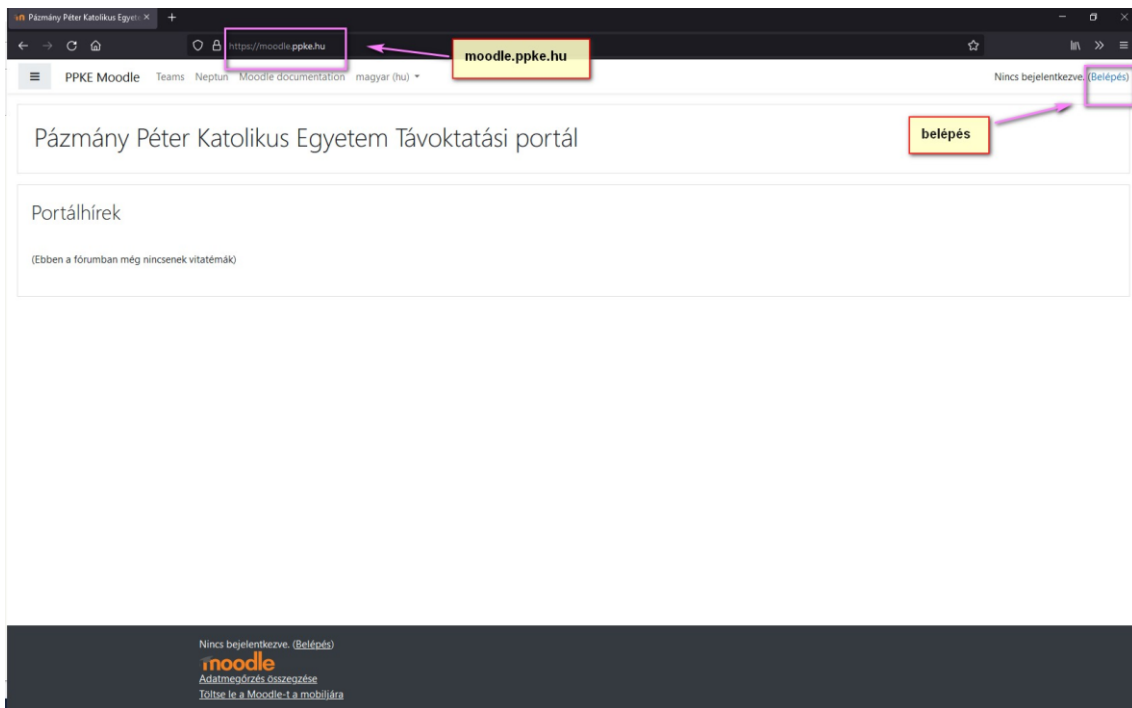 Pázmány Péter Katolikus Egyete
https://moodle.ppke.hu
moodle.ppke.hu
PPKE Moodle Teams Neptun Moodle documentation magyar (hu)
Nincs bejelentkezve. (Belépés)
belépés
Pázmány Péter Katolikus Egyetem Távoktatási portál
Portálhírek
(Ebben a fórumban még nincsenek vitatémák)
Nincs bejelentkezve. (Belépés)
moodle
Adatmegőrzés összegzése
Töltse le a Moodle-t a mobiljára